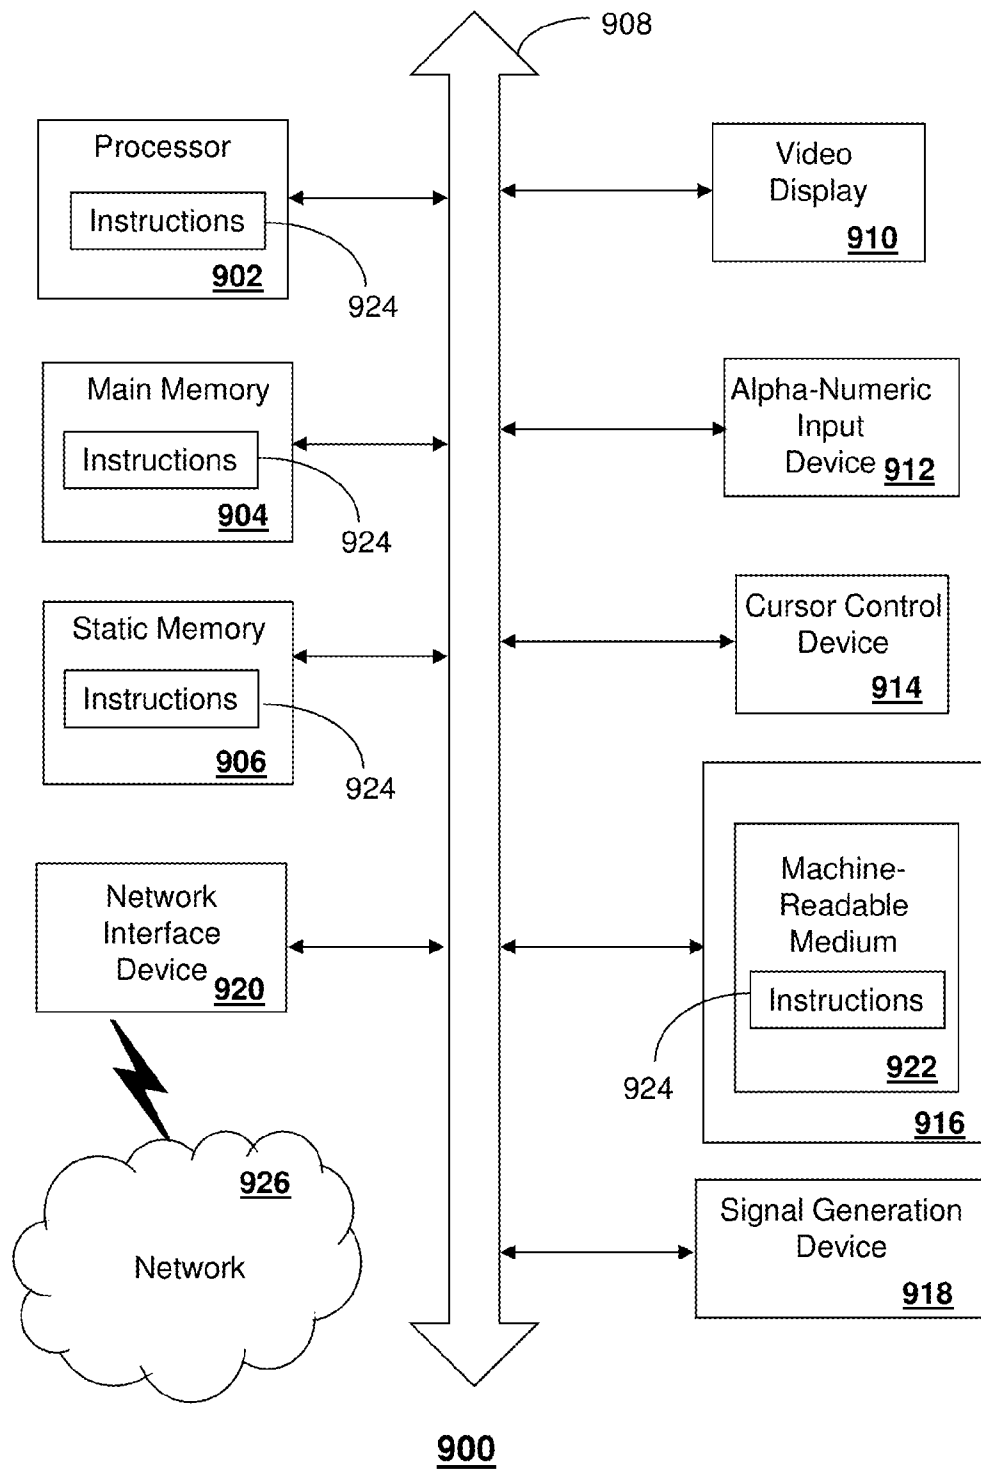 908
Processor
Instructions
902
924
Main Memory
Instructions
904
924
Static Memory
Instructions
906
924
Network
Interface
Device
920
926
Network
Video
Display
910
Alpha-Numeric
Input
Device 912
Cursor Control
Device
914
Machine-
Readable
Medium
Instructions
924
922
916
Signal Generation
Device
918
900